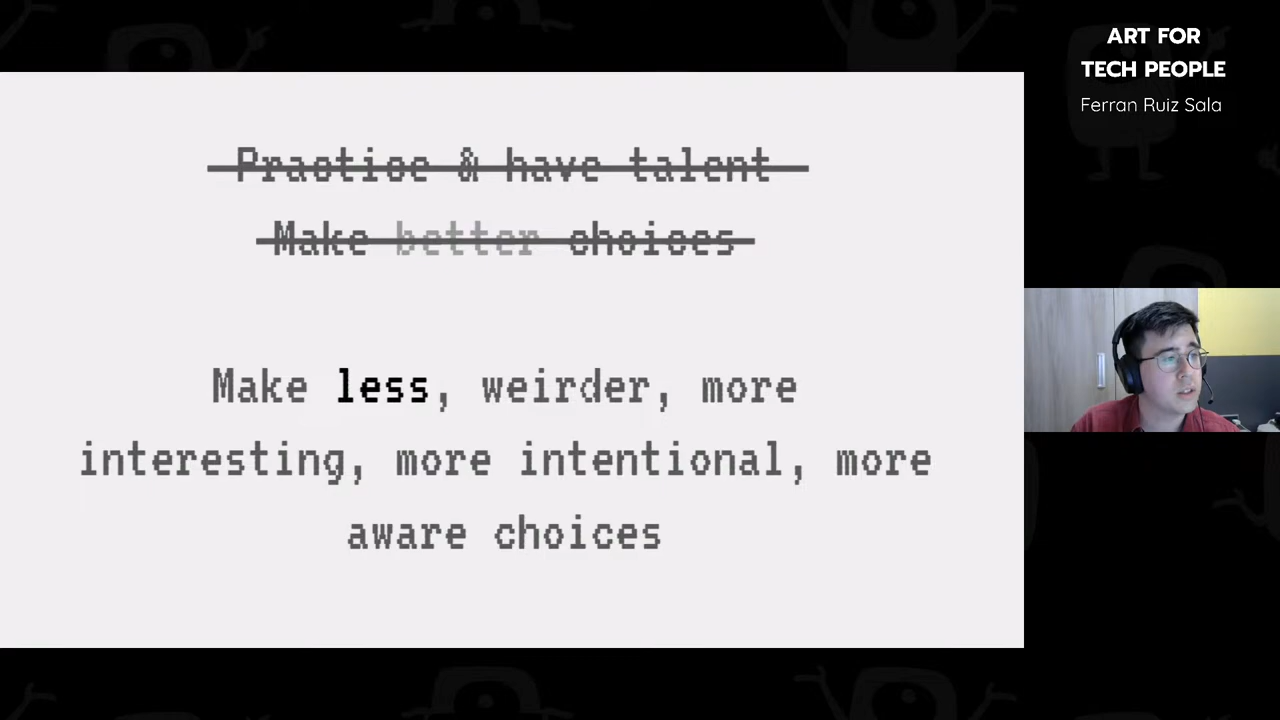 ART FOR
TECH PEOPLE
Ferran Ruiz Sala
Practice & have talent
Make better choices
Make less, weirder, more
interesting, more intentional, more
aware choices